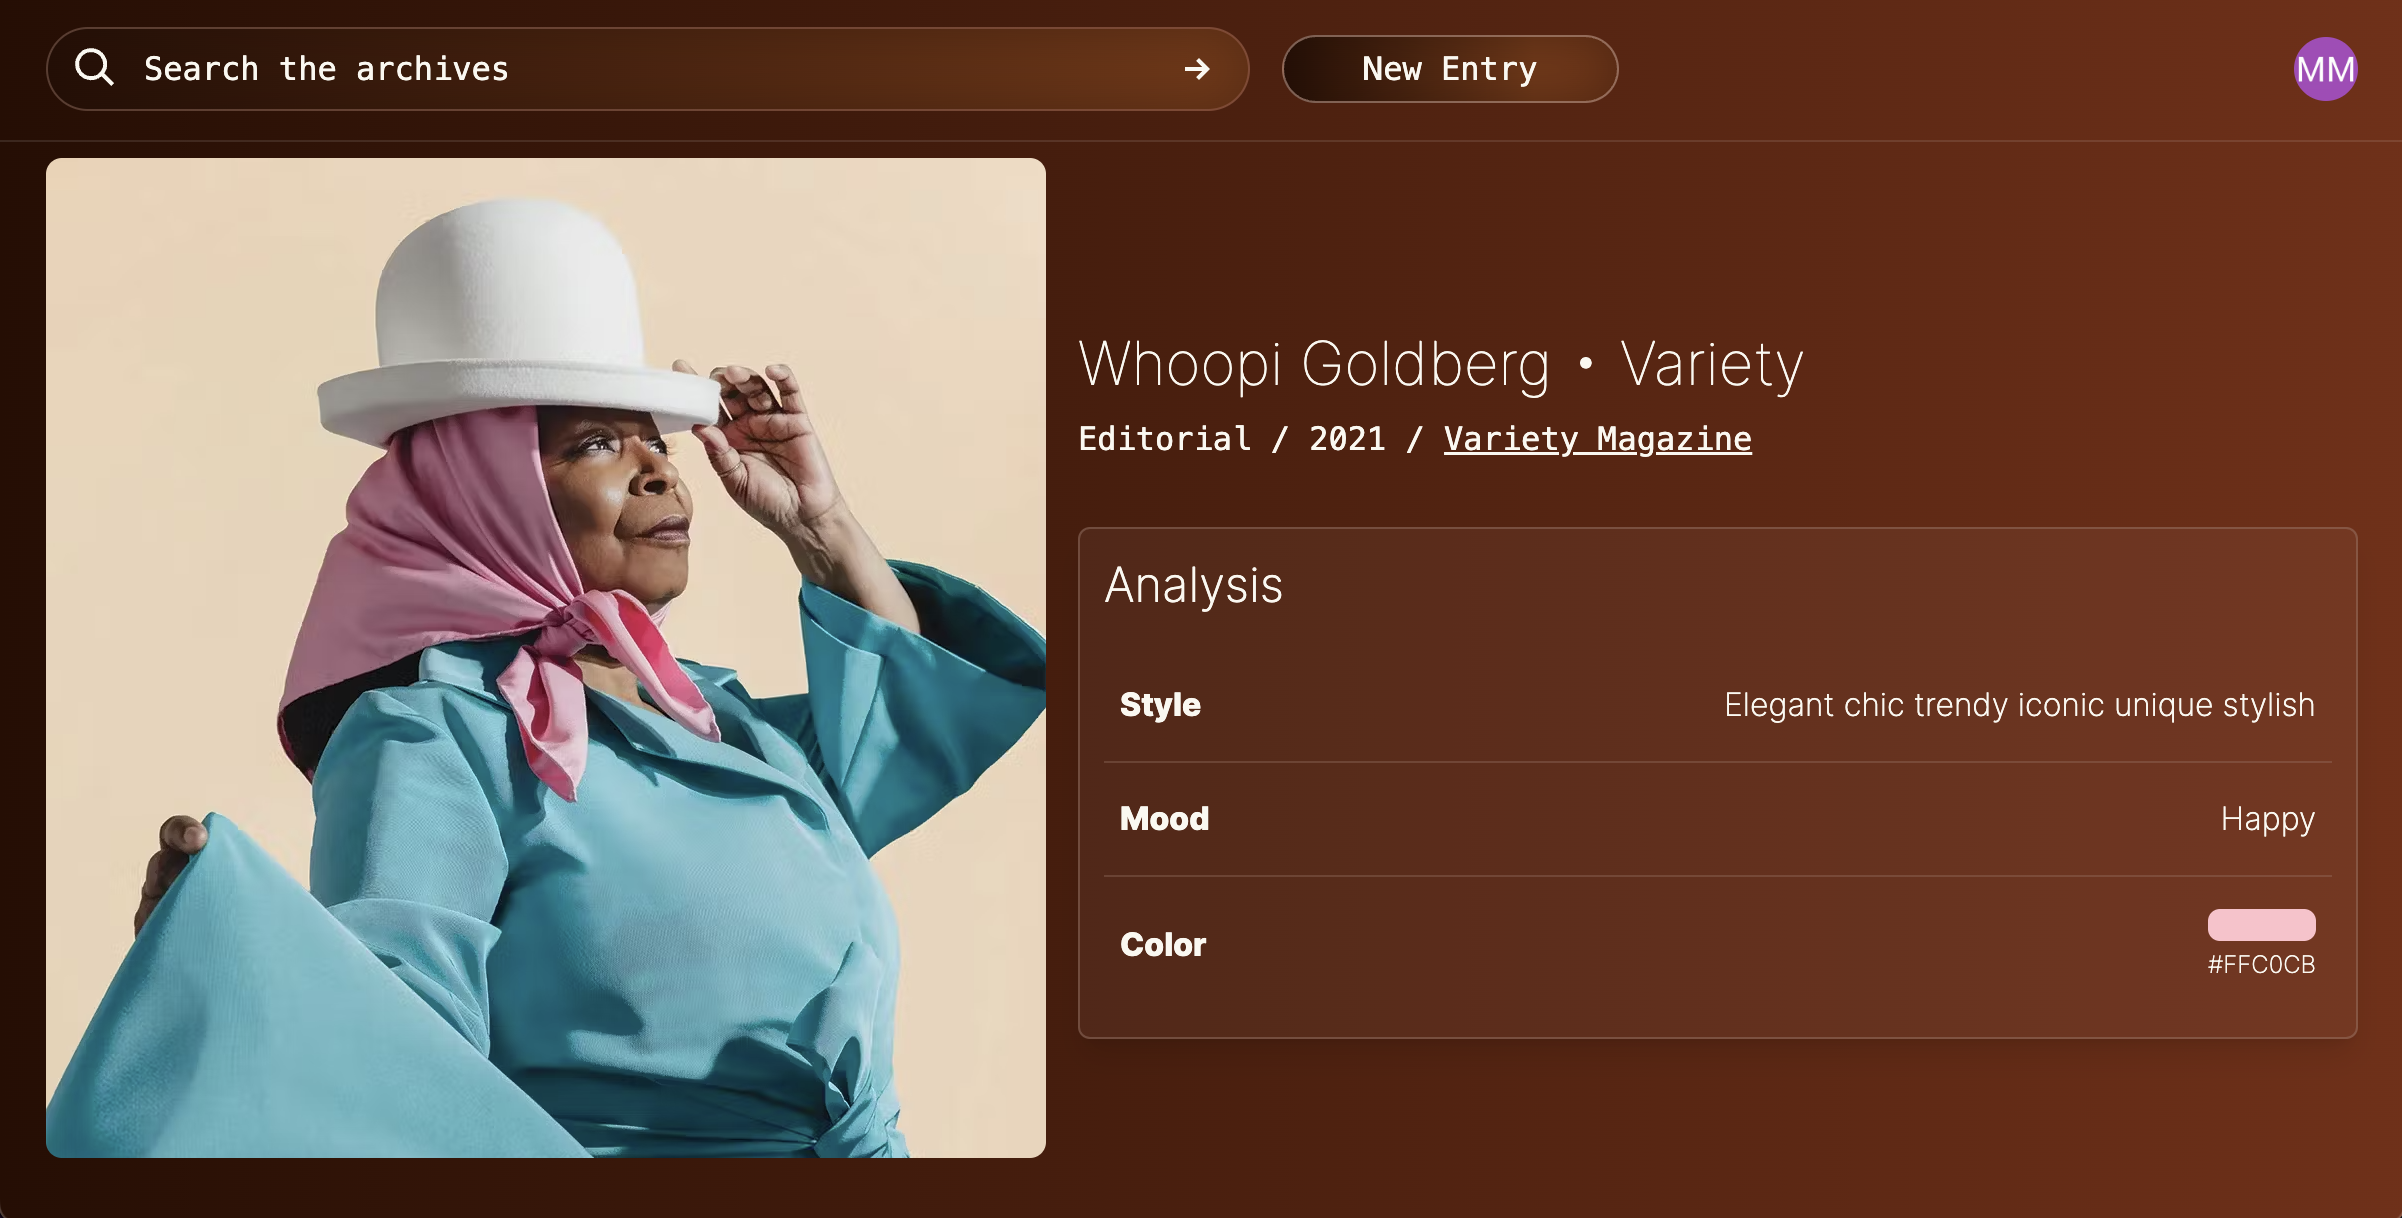 Search the archives
New Entry
MM
Whoopi Goldberg • Variety
Editorial / 2021 / Variety Magazine
Analysis
Style
Elegant chic trendy iconic unique stylish
Mood
Happy
Color
#FFC0CB